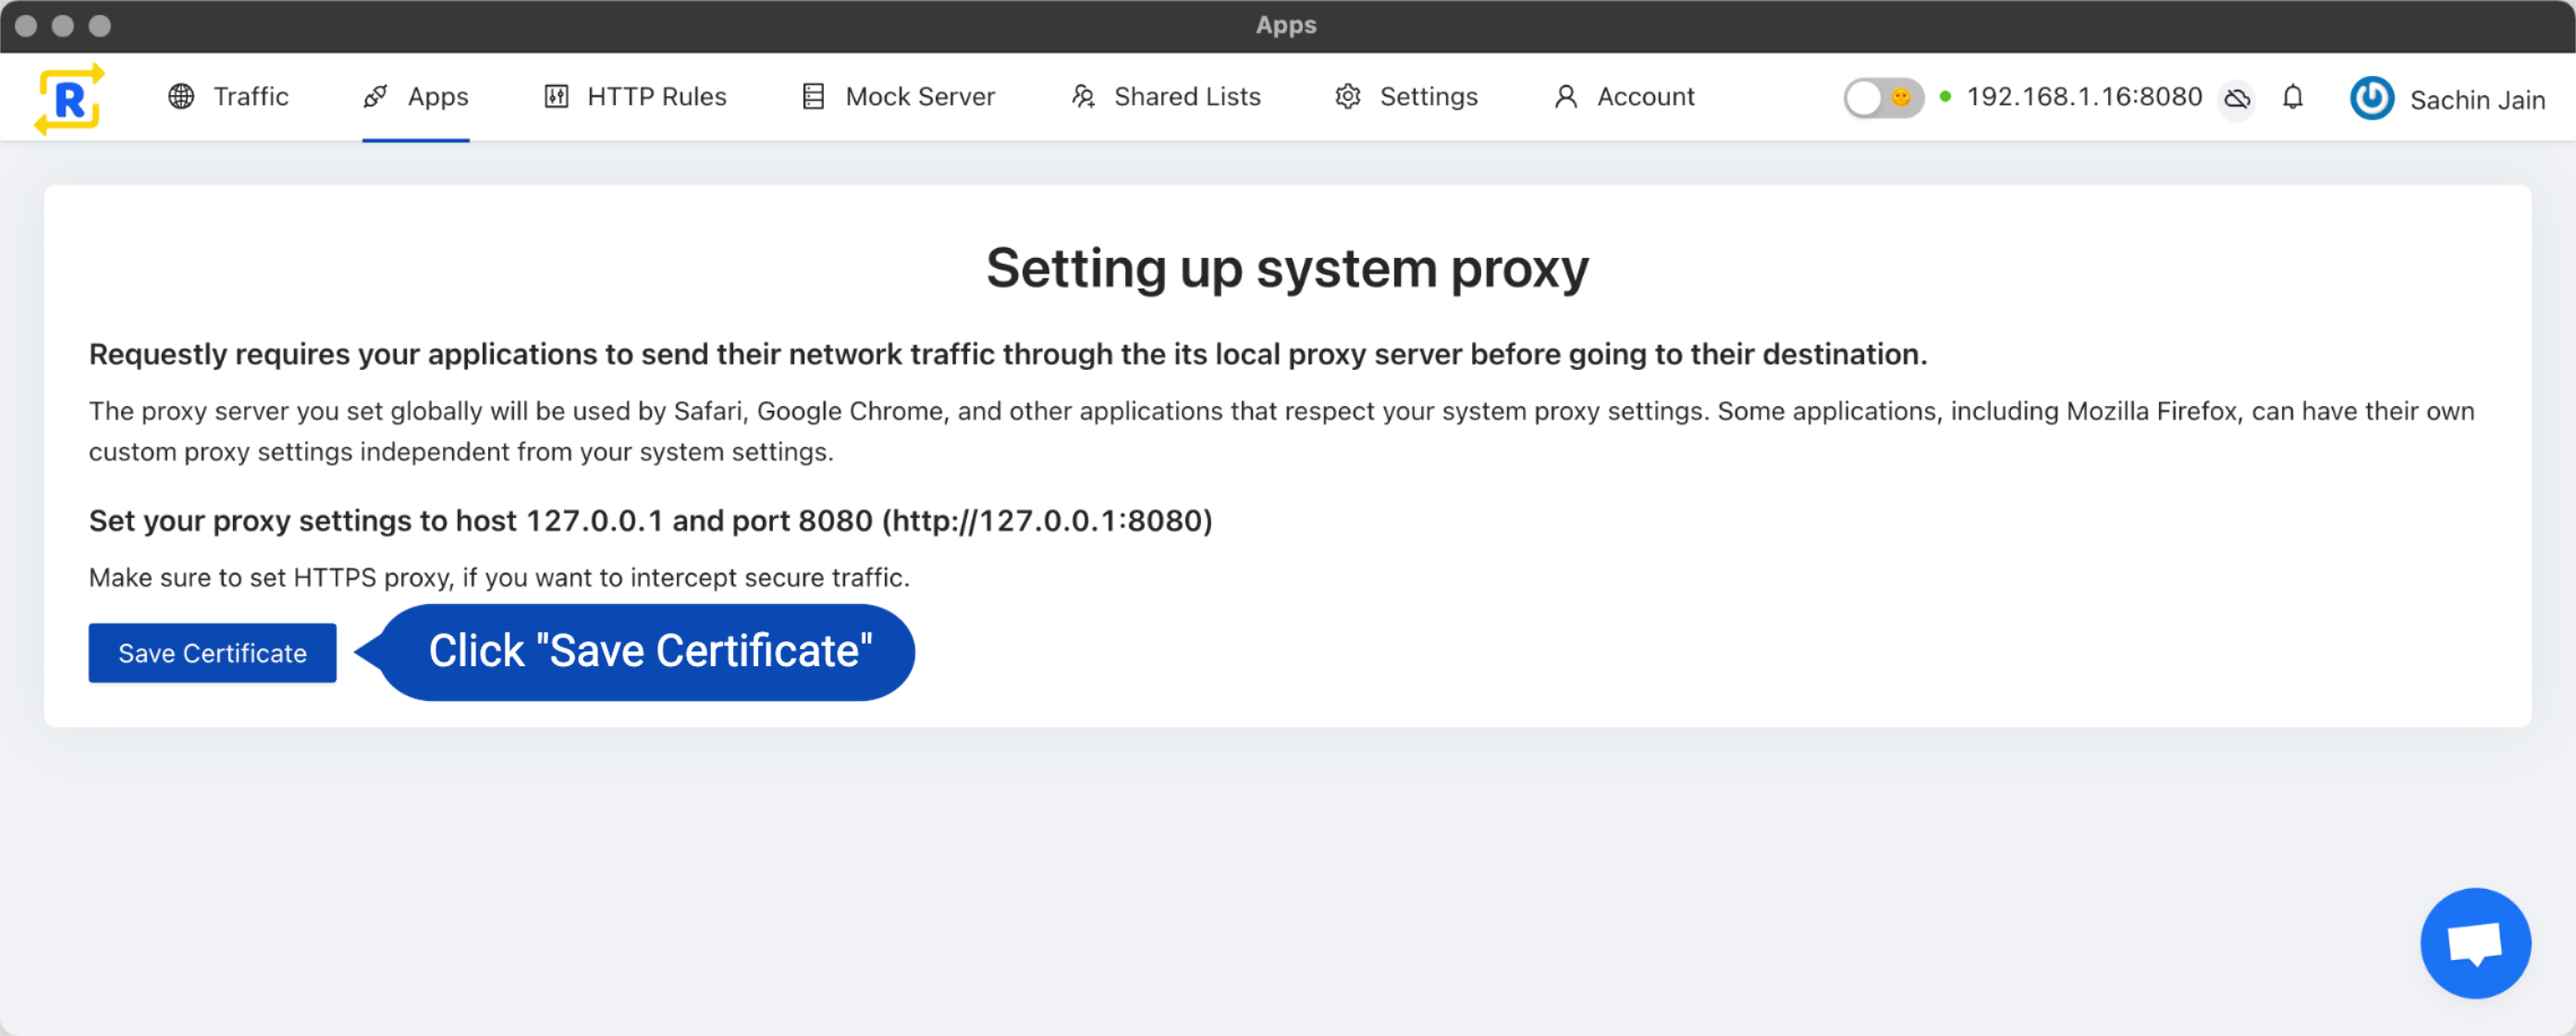 Apps
R
Traffic
Apps
HTTP Rules
Mock Server
Shared Lists
Settings
Account
192.168.1.16:8080
Sachin Jain
Setting up system proxy
Requestly requires your applications to send their network traffic through the its local proxy server before going to their destination.
The proxy server you set globally will be used by Safari, Google Chrome, and other applications that respect your system proxy settings. Some applications, including Mozilla Firefox, can have their own
custom proxy settings independent from your system settings.
Set your proxy settings to host 127.0.0.1 and port 8080 (http://127.0.0.1:8080)
Make sure to set HTTPS proxy, if you want to intercept secure traffic.
Save Certificate
Click "Save Certificate"